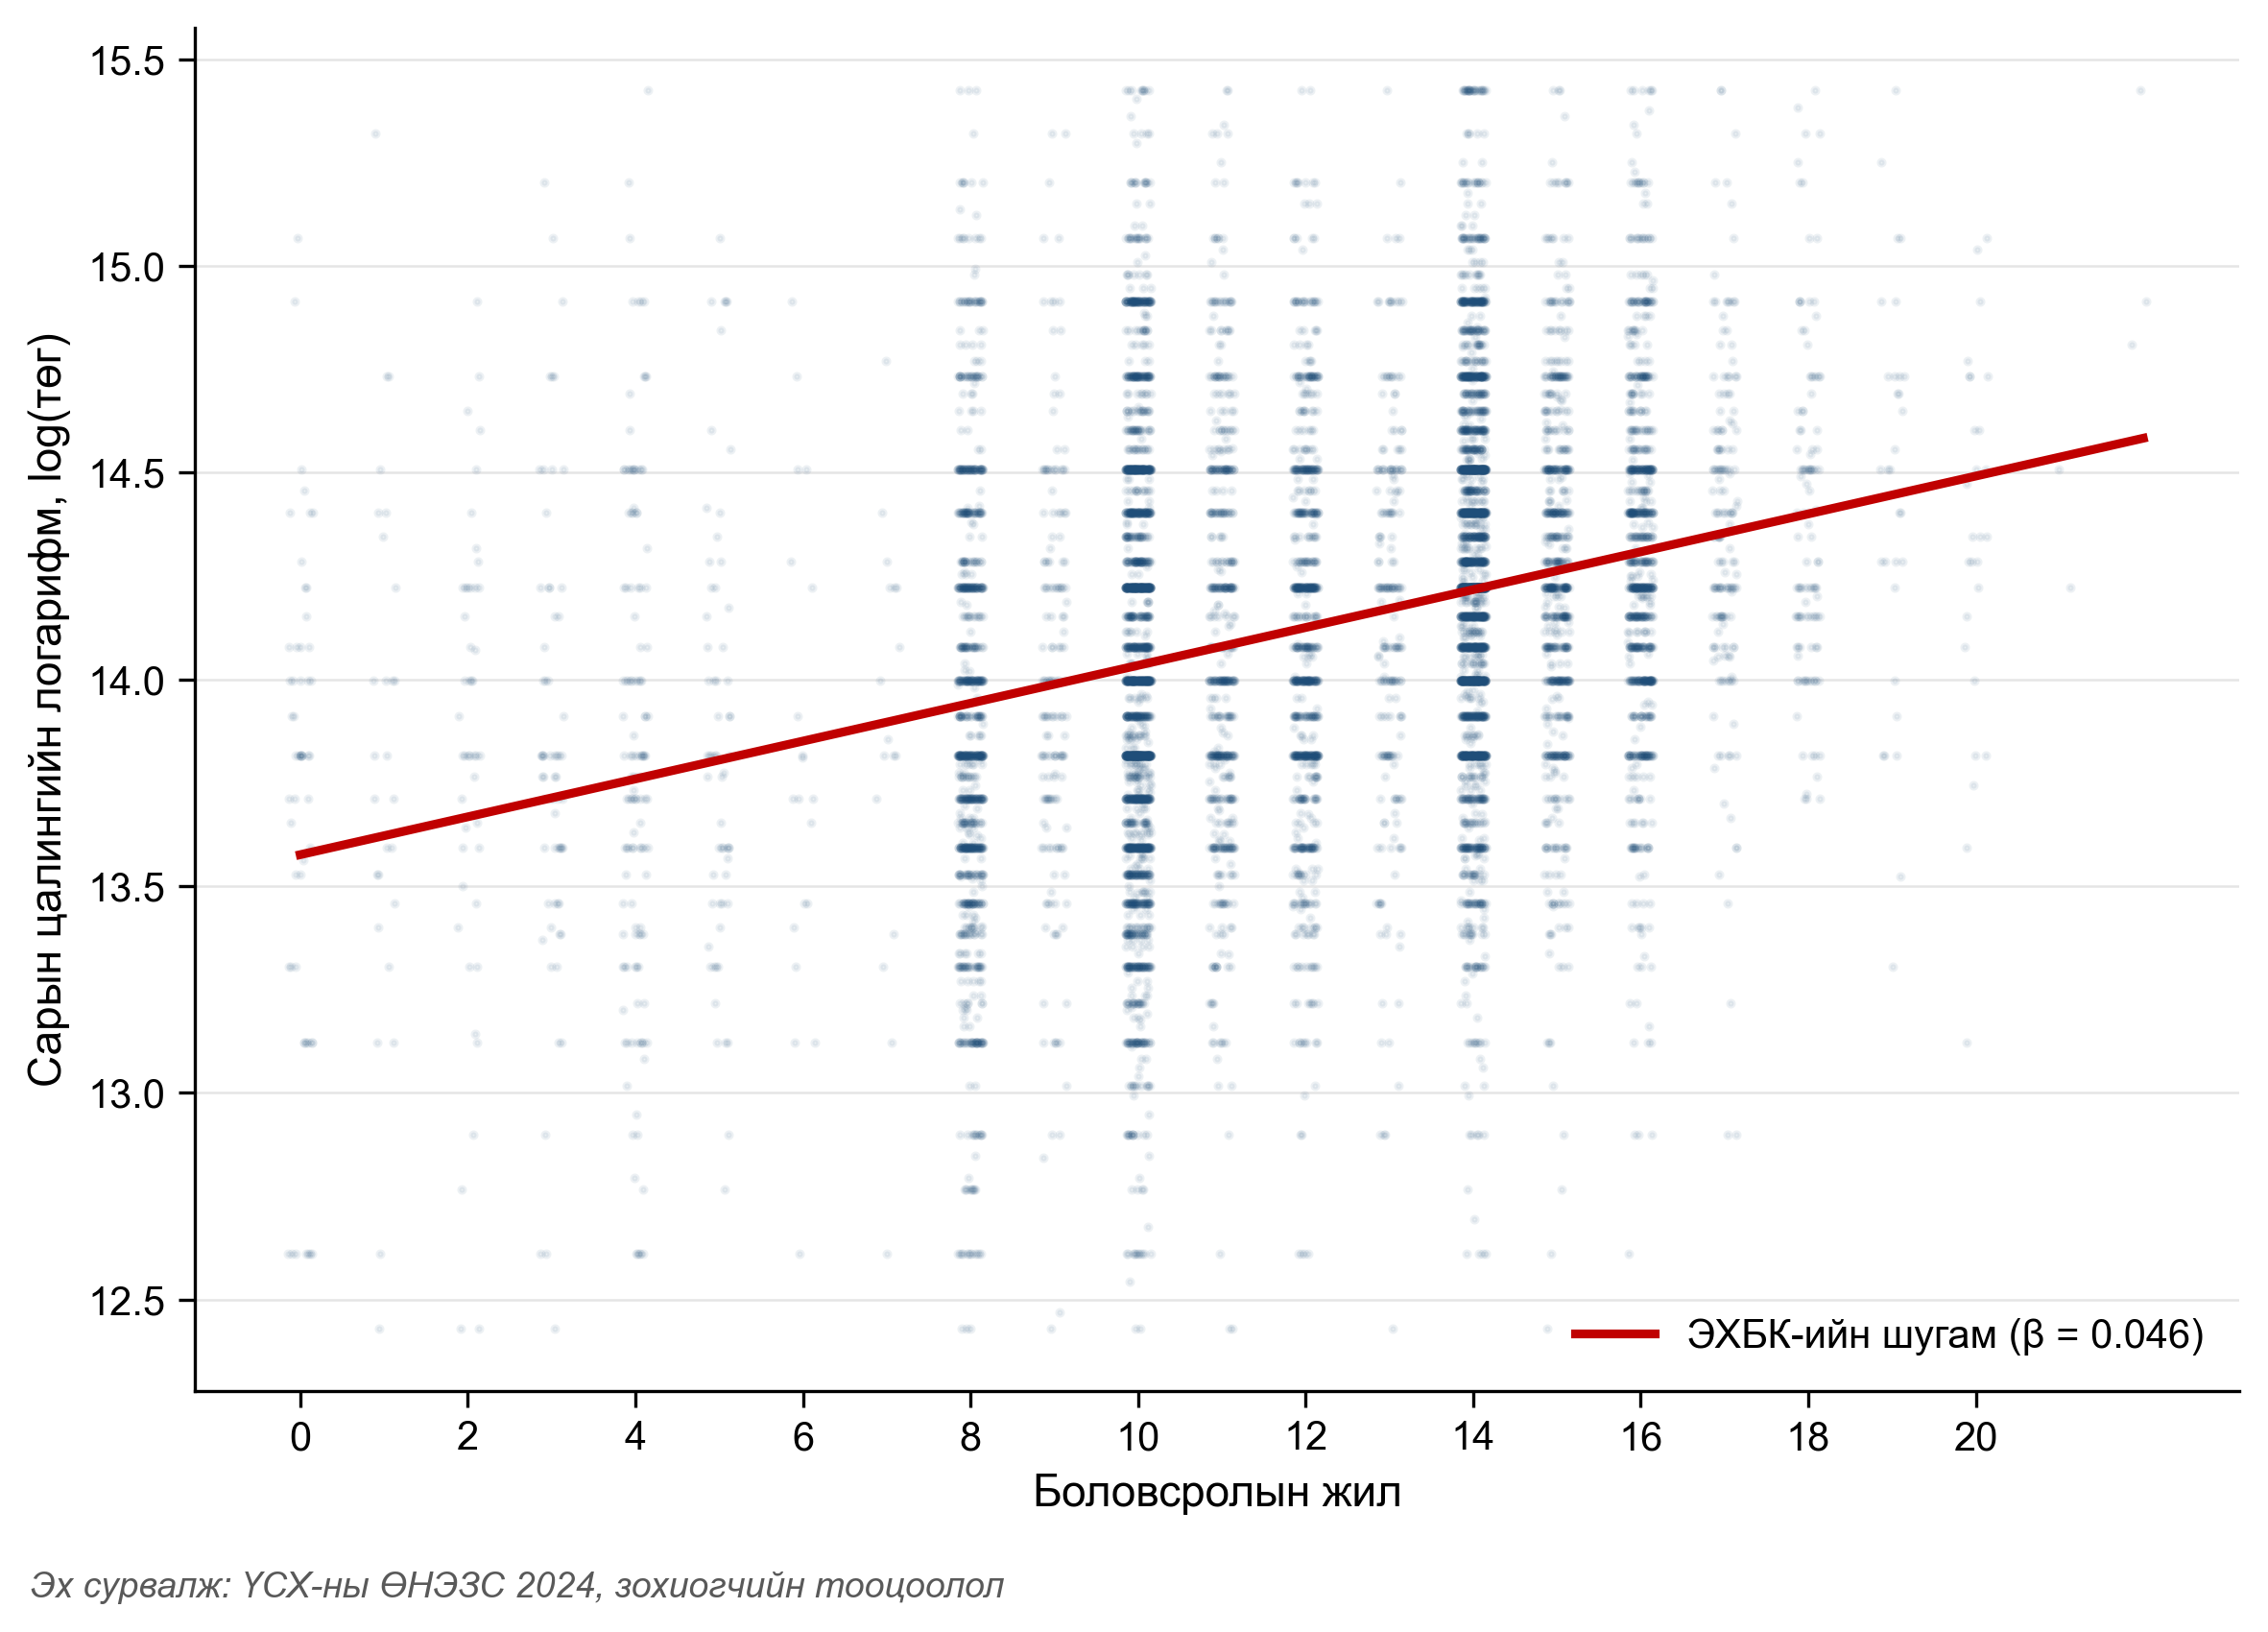 Сарын цалингийн логарифм, log(төг)
15.5
15.0
14.5
14.0
13.5
13.0
12.5
ЭХБК-ийн шугам (β = 0.046)
0 2 4 6 8 10 12 14 16 18 20
Боловсролын жил
Эх сурвалж: ҮСХ-ны ӨНЭЗС 2024, зохиогчийн тооцоолол